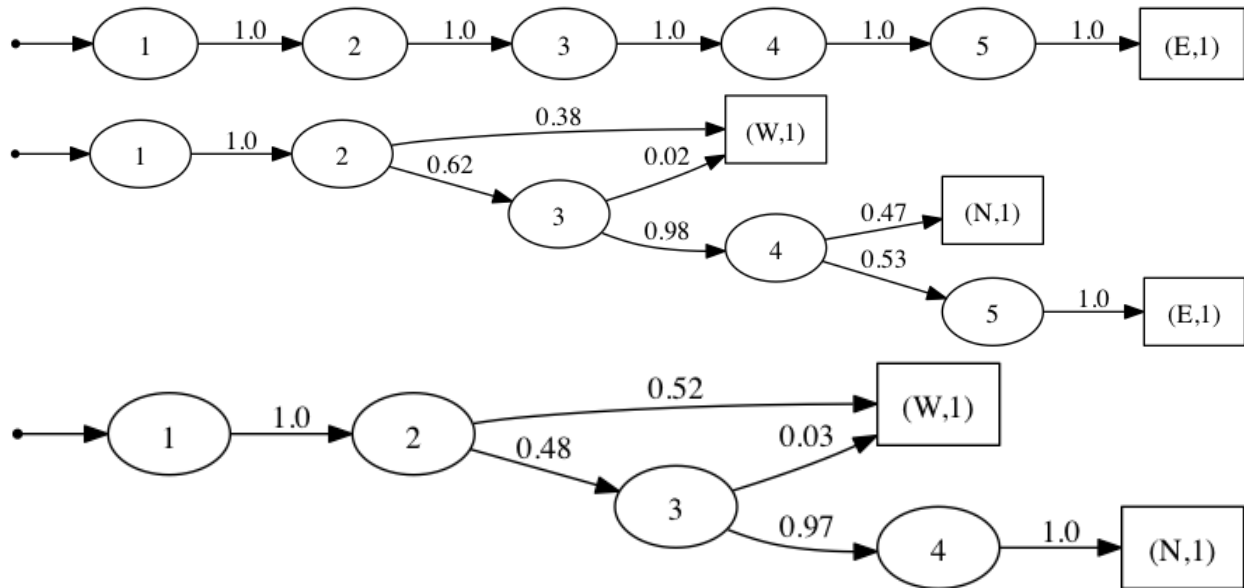 1 1.0 2 1.0 3 1.0 4 1.0 5 1.0 (E,1)
1 1.0 2 0.38 (W,1)
0.62 3 0.02
0.98 4 0.47 (N,1)
0.53 5 1.0 (E,1)
1 1.0 2 0.52 (W,1)
0.48 3 0.03
0.97 4 1.0 (N,1)